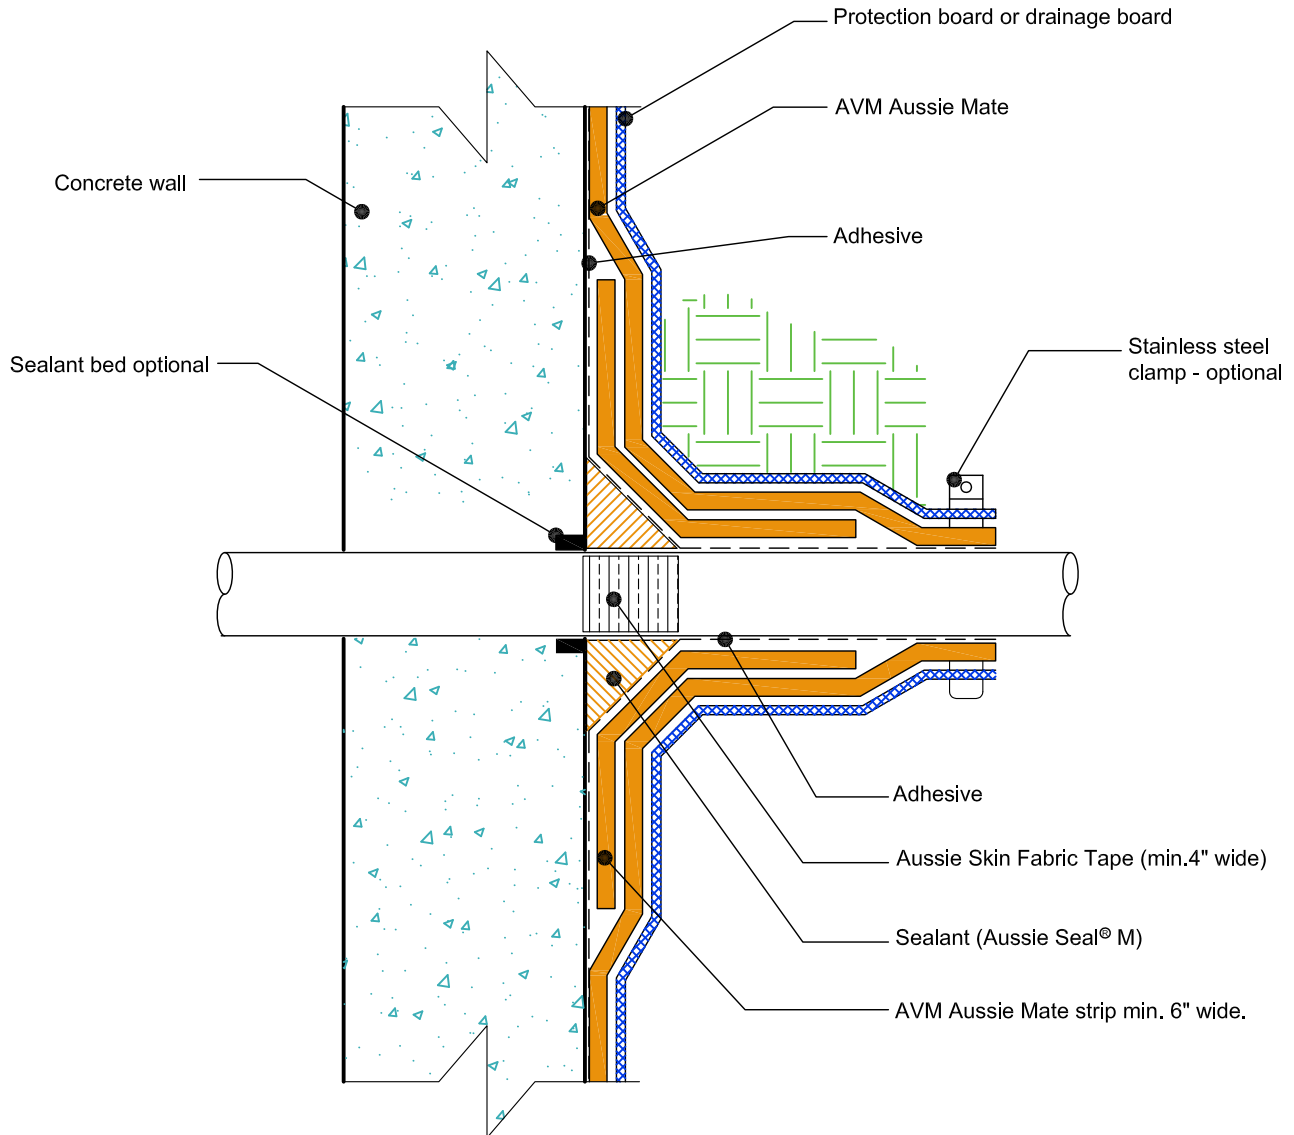 Protection board or drainage board
AVM Aussie Mate
Concrete wall
Adhesive
Stainless steel
clamp - optional
Sealant bed optional
Adhesive
Aussie Skin Fabric Tape (min.4" wide)
Sealant (Aussie Seal® M)
AVM Aussie Mate strip min. 6" wide.